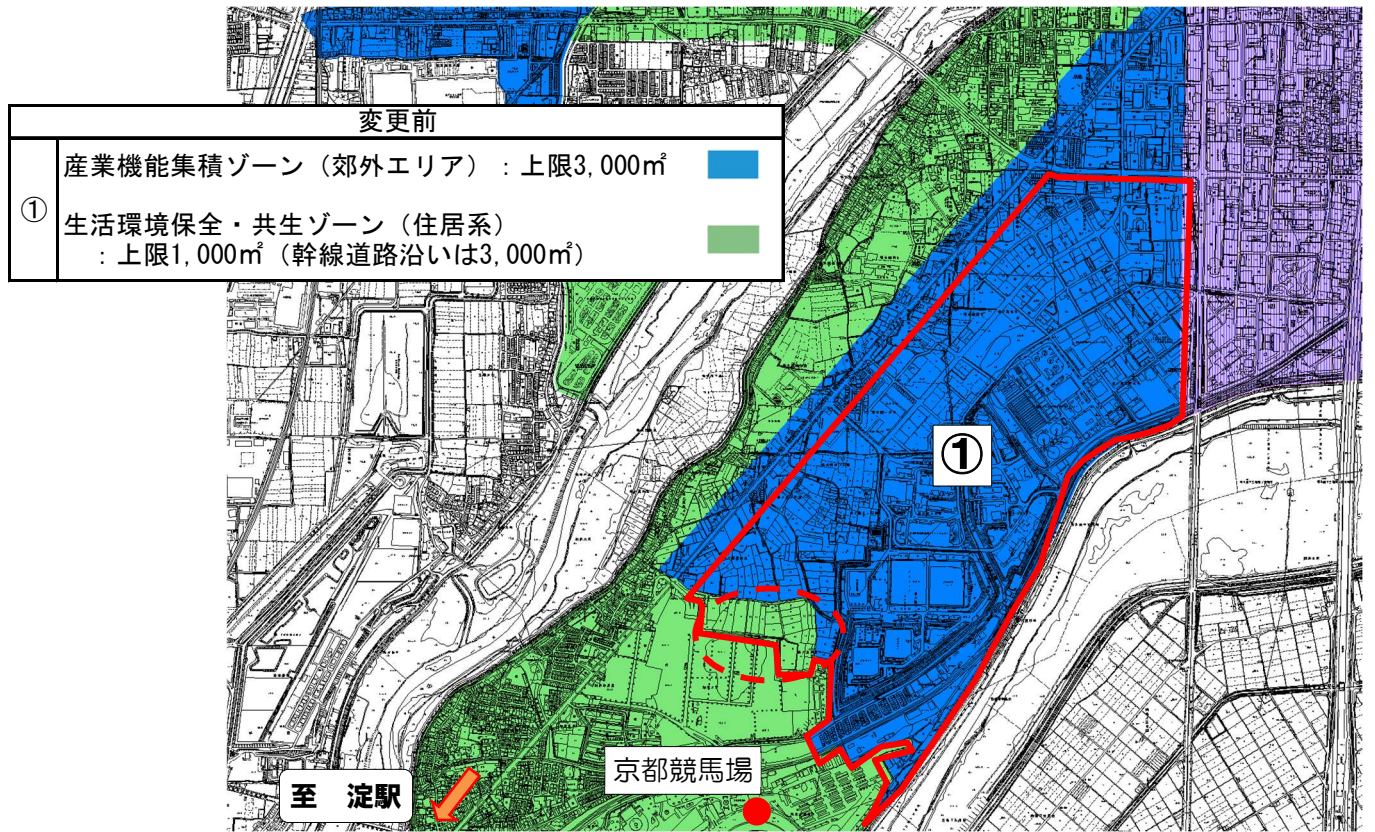 変更前
①
産業機能集積ゾーン（郊外エリア）：上限3,000㎡
生活環境保全・共生ゾーン（住居系）
：上限1,000㎡（幹線道路沿いは3,000㎡）
①
京都競馬場
至　淀駅